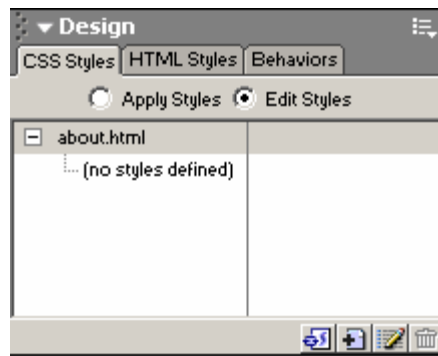 Design
CSS Styles HTML Styles Behaviors
Apply Styles Edit Styles
about.html
(no styles defined)